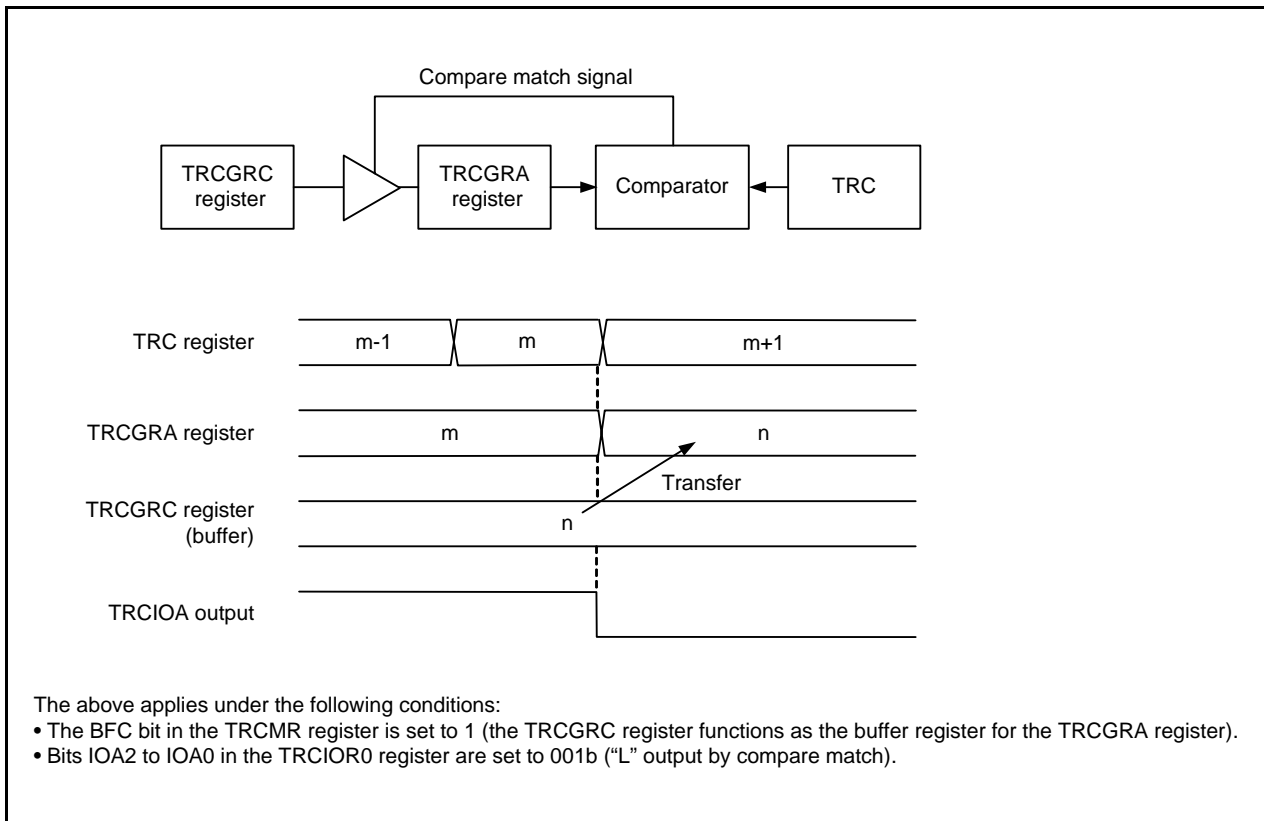 Compare match signal
TRCGRC
register
TRCGRA
register
Comparator
TRC
TRC register
m-1
m
m+1
TRCGRA register
m
n
Transfer
TRCGRC register
(buffer)
n
TRCIOA output
The above applies under the following conditions:
• The BFC bit in the TRCMR register is set to 1 (the TRCGRC register functions as the buffer register for the TRCGRA register).
• Bits IOA2 to IOA0 in the TRCIOR0 register are set to 001b (“L” output by compare match).